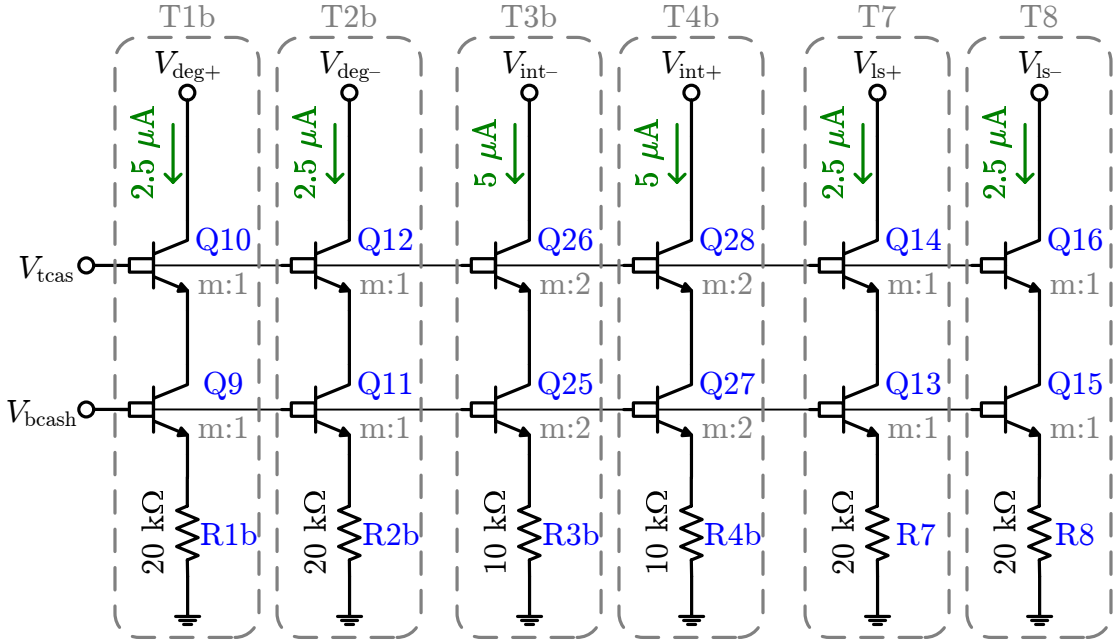 T1b T2b T3b T4b T7 T8
V_deg+ V_deg− V_int− V_int+ V_ls+ V_ls−
2.5 μA 2.5 μA 5 μA 5 μA 2.5 μA 2.5 μA
Q10 Q12 Q26 Q28 Q14 Q16
V_tcas
m:1 m:1 m:2 m:2 m:1 m:1
Q9 Q11 Q25 Q27 Q13 Q15
V_bcash
m:1 m:1 m:2 m:2 m:1 m:1
20 kΩ R1b 20 kΩ R2b 10 kΩ R3b 10 kΩ R4b 20 kΩ R7 20 kΩ R8